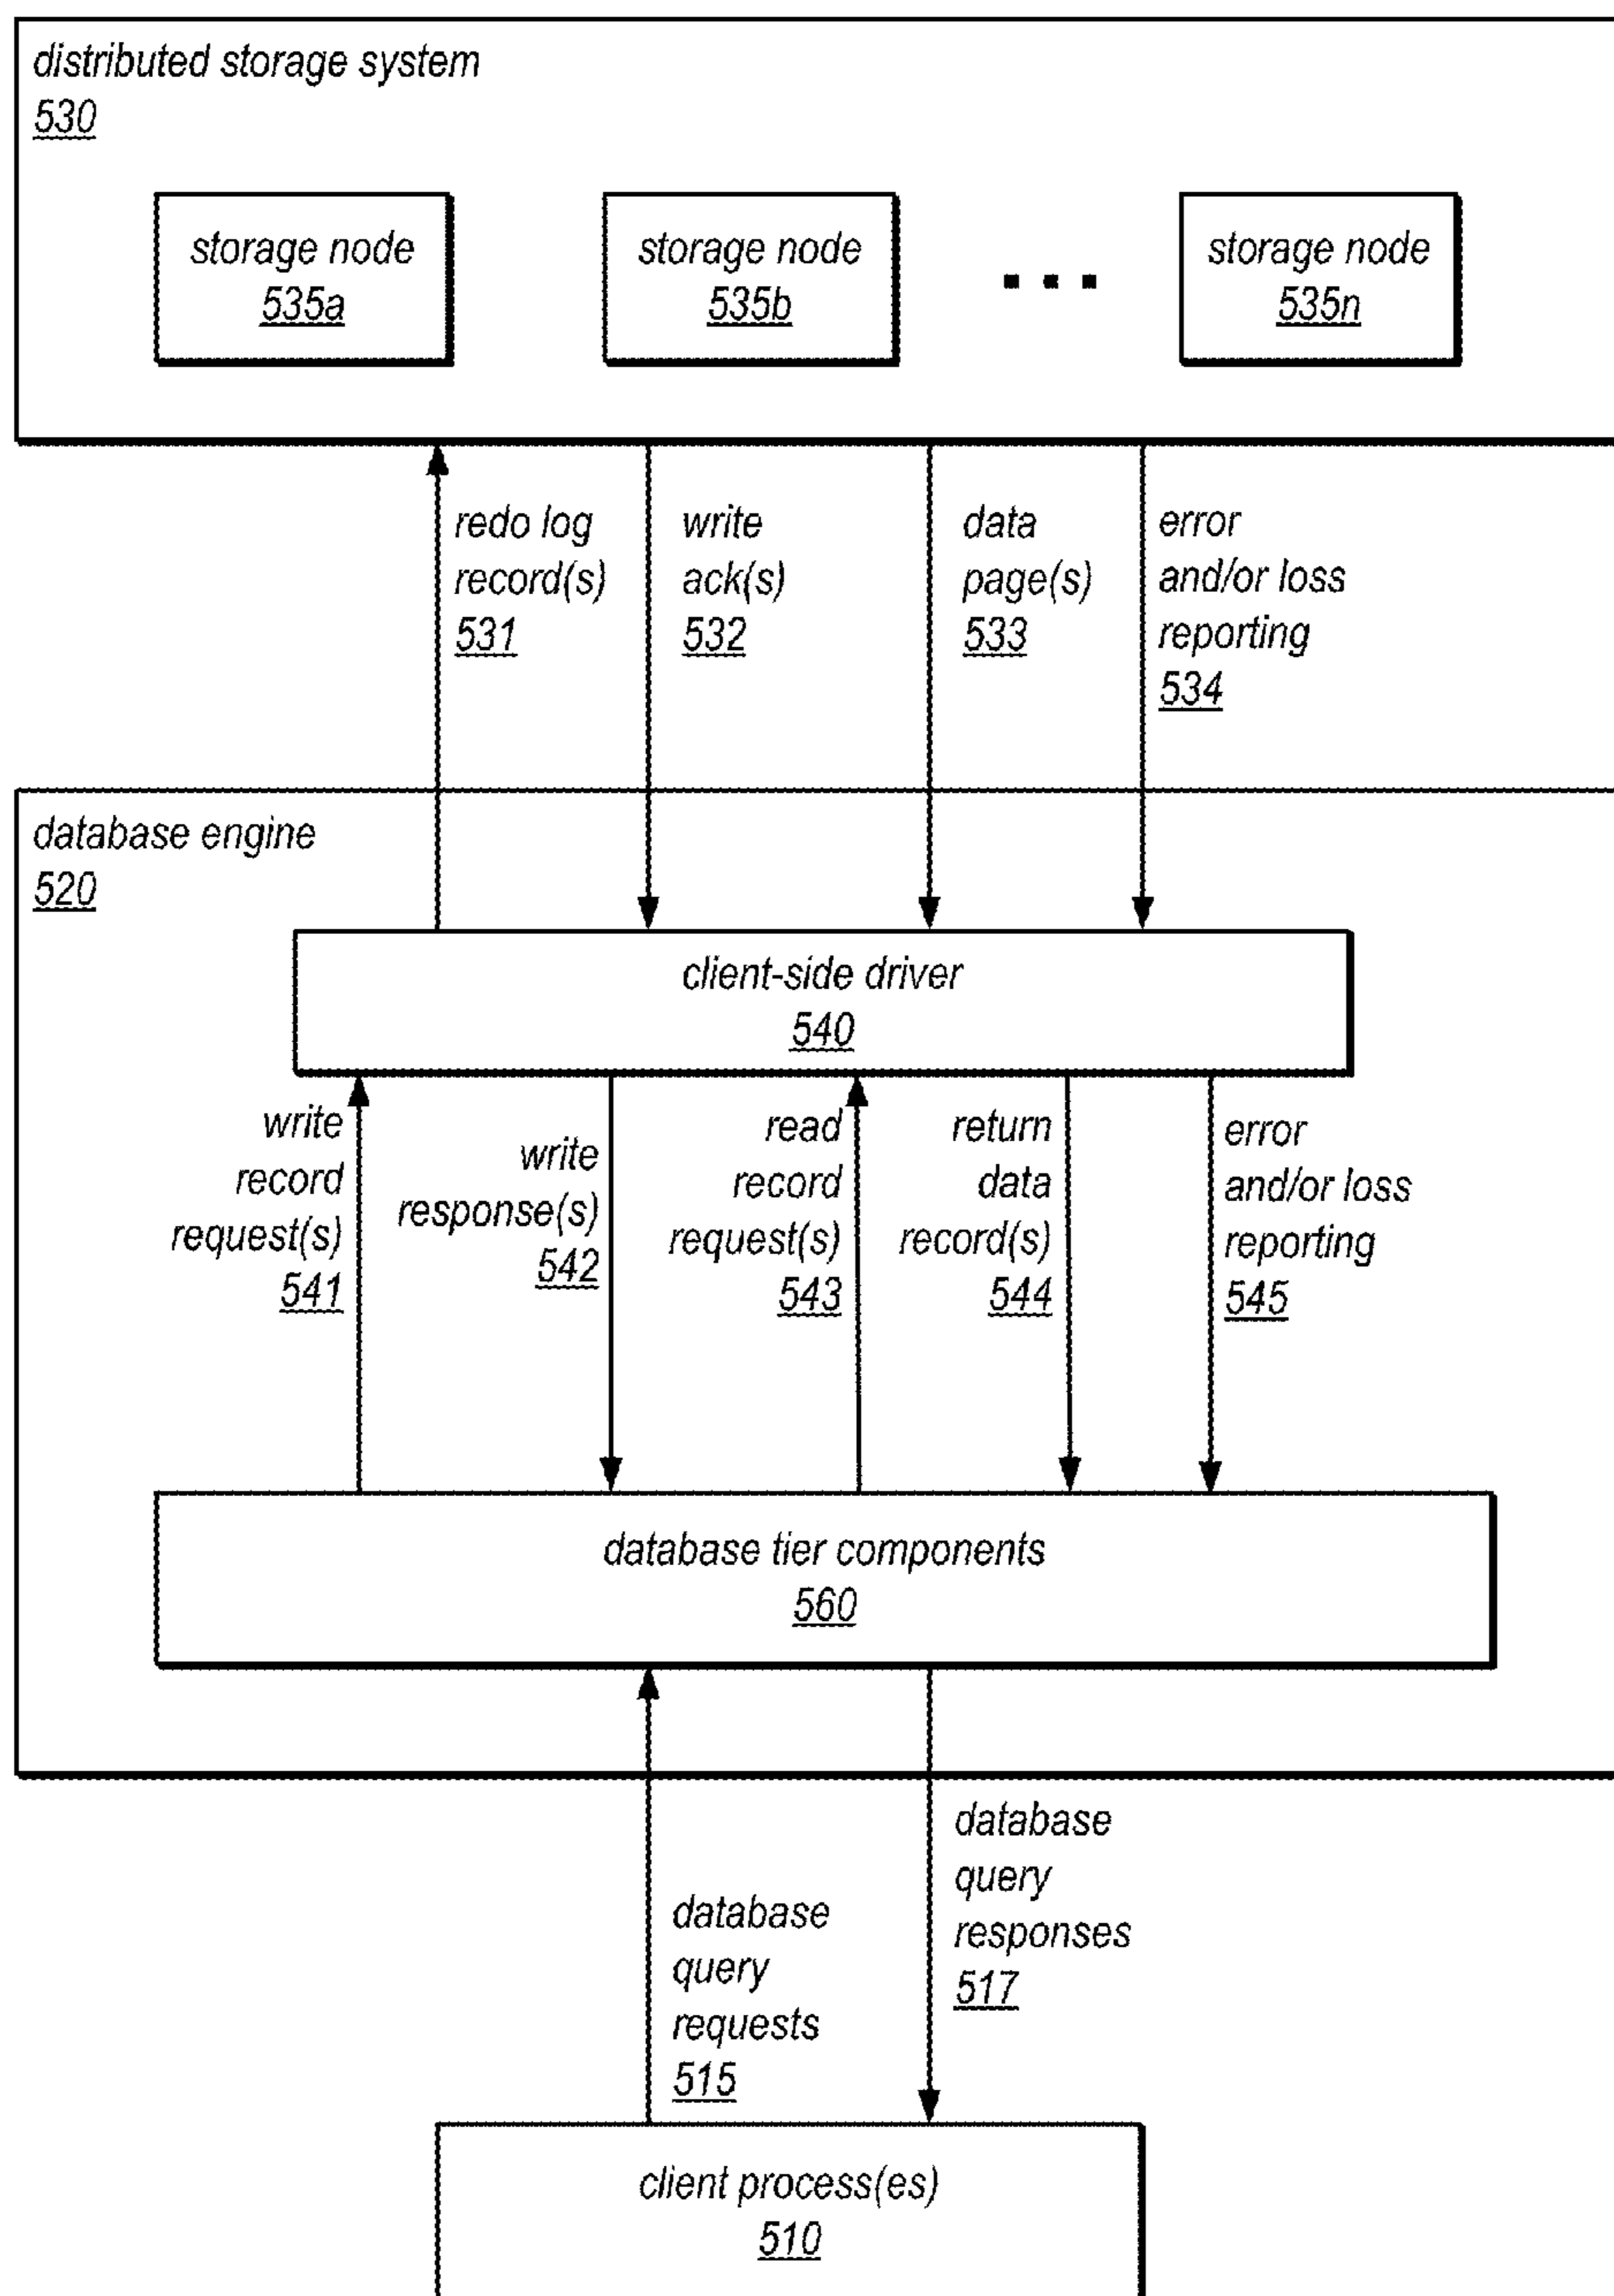 distributed storage system
530
storage node
535a
storage node
535b
storage node
535n
redo log
record(s)
531
write
ack(s)
532
data
page(s)
533
error
and/or loss
reporting
534
database engine
520
client-side driver
540
write
record
request(s)
541
write
response(s)
542
read
record
request(s)
543
return
data
record(s)
544
error
and/or loss
reporting
545
database tier components
560
database
query
requests
515
database
query
responses
517
client process(es)
510